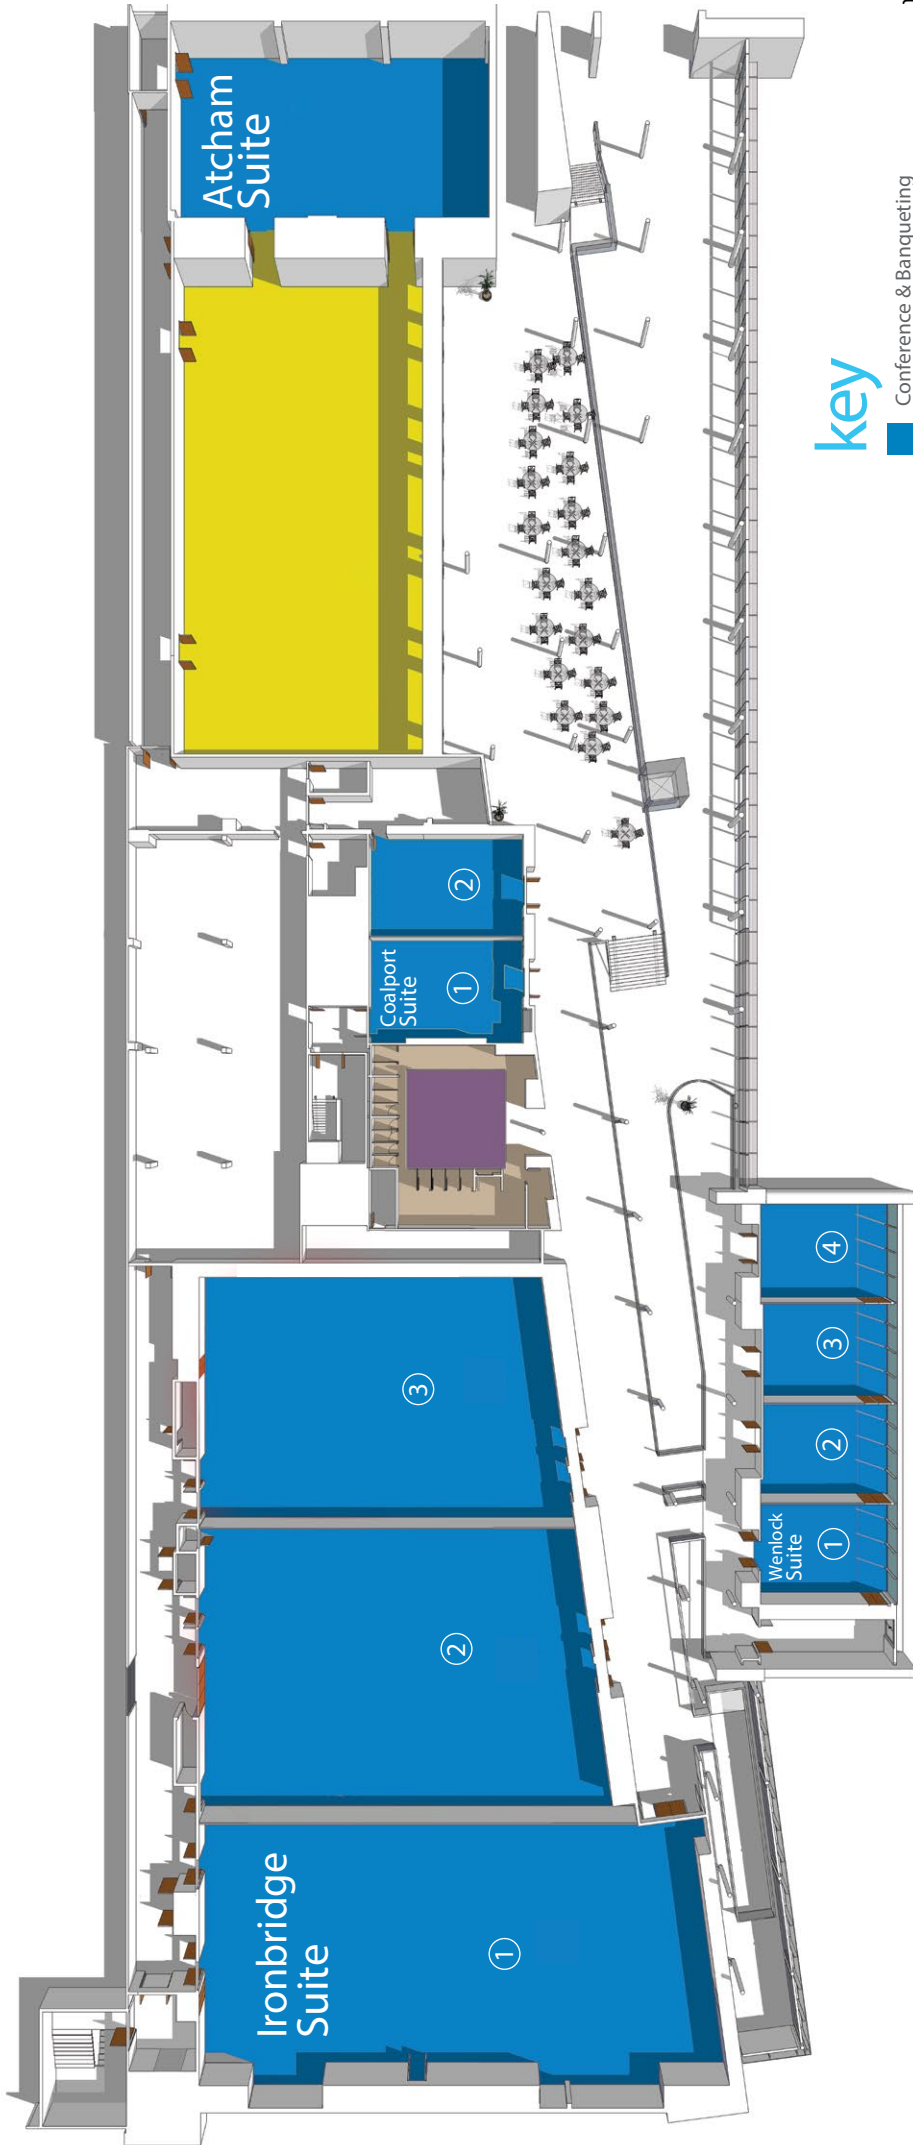 Atcham
Suite
②
Coalport
Suite
①
③
②
Ironbridge
Suite
①
④
③
②
Wenlock
Suite
①
key
Conference & Banqueting